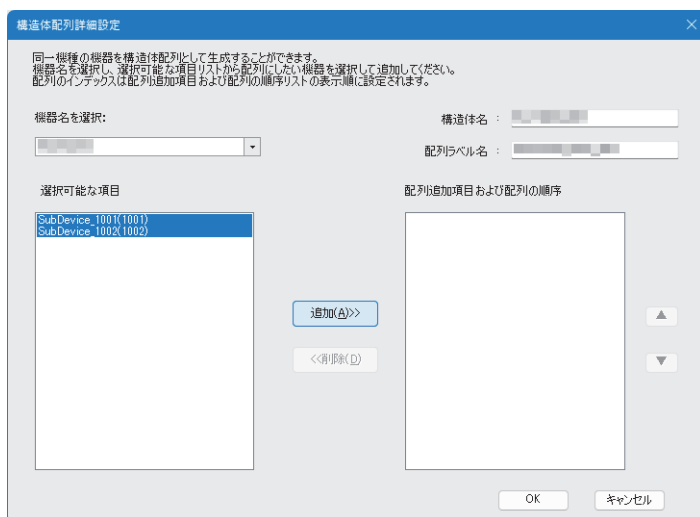 構造体配列詳細設定
同一機種の機器を構造体配列として生成することができます。
機器名を選択し、選択可能な項目リストから配列にしたい機器を選択して追加してください。
配列のインデックスは配列追加項目および配列の順序リストの表示順に設定されます。
機器名を選択:
構造体名 :
配列ラベル名 :
選択可能な項目
配列追加項目および配列の順序
SubDevice_1001(1001)
SubDevice_1002(1002)
追加(A)>>
<<削除(D)
▲
▼
OK
キャンセル